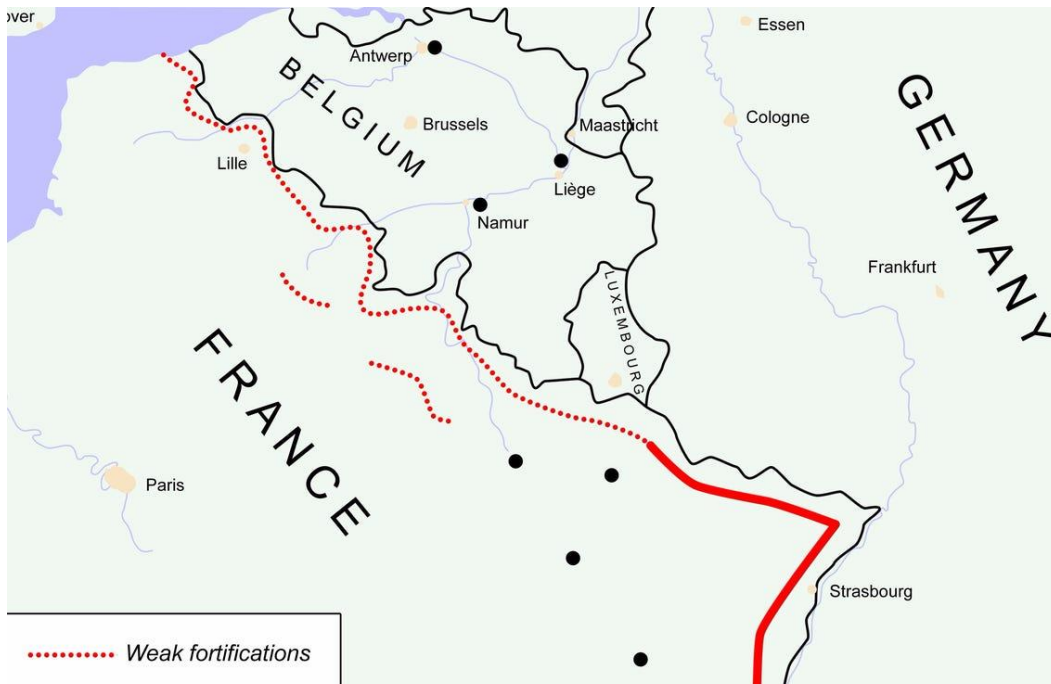 over
Essen
Antwerp
BELGIUM
GERMANY
Brussels
Maastricht
Cologne
Lille
Liège
Namur
Frankfurt
LUXEMBOURG
FRANCE
Paris
Strasbourg
Weak fortifications